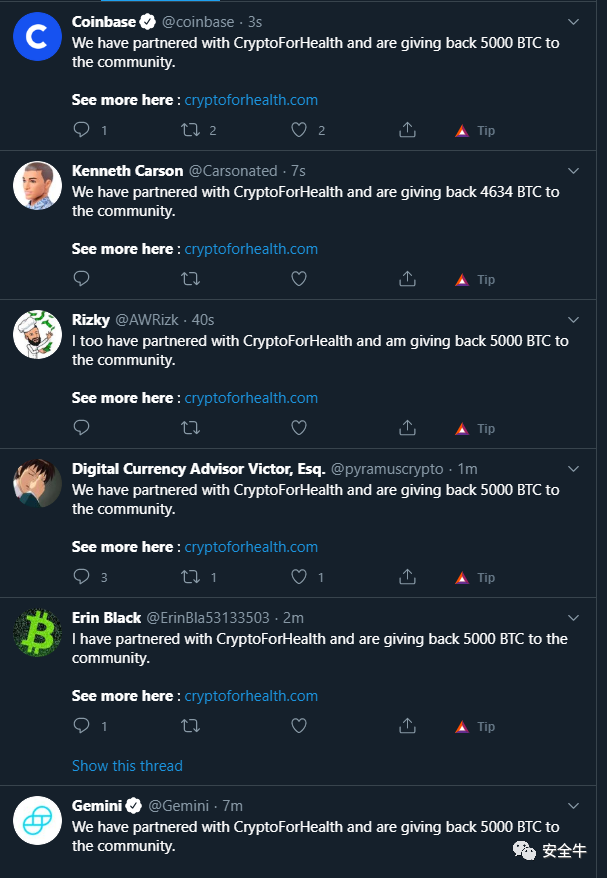 Coinbase @coinbase · 3s
We have partnered with CryptoForHealth and are giving back 5000 BTC to
the community.
See more here : cryptoforhealth.com
1 2 2 Tip
Kenneth Carson @Carsonated · 7s
We have partnered with CryptoForHealth and are giving back 4634 BTC to
the community.
See more here : cryptoforhealth.com
Tip
Rizky @AWRizk · 40s
I too have partnered with CryptoForHealth and am giving back 5000 BTC to
the community.
See more here : cryptoforhealth.com
Tip
Digital Currency Advisor Victor, Esq. @pyramuscrypto · 1m
We have partnered with CryptoForHealth and are giving back 5000 BTC to
the community.
See more here : cryptoforhealth.com
3 1 1 Tip
Erin Black @ErinBla53133503 · 2m
I have partnered with CryptoForHealth and are giving back 5000 BTC to the
community.
See more here : cryptoforhealth.com
1 Tip
Show this thread
Gemini @Gemini · 7m
We have partnered with CryptoForHealth and are giving back 5000 BTC to
the community.
安全牛